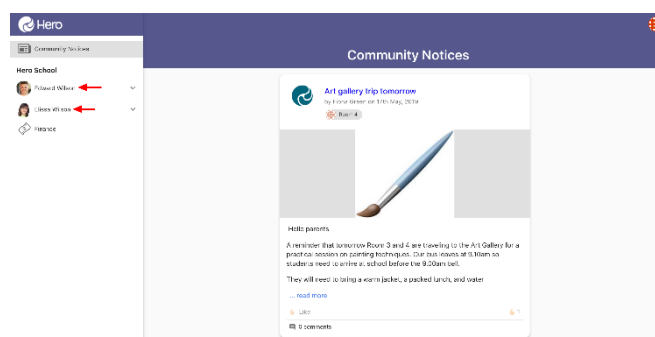 Hero
Community Notices
Hero School
Edward Wilson
Elissa Wilson
Finance
Community Notices
Art gallery trip tomorrow
by Fiona Green on 17th May, 2019
Room 4
Hello parents
A reminder that tomorrow Room 3 and 4 are traveling to the Art Gallery for a
practical session on painting techniques. Our bus leaves at 9.10am so
students need to arrive at school before the 9.00am bell.
They will need to bring a warm jacket, a packed lunch, and water
... read more
Like
0 comments